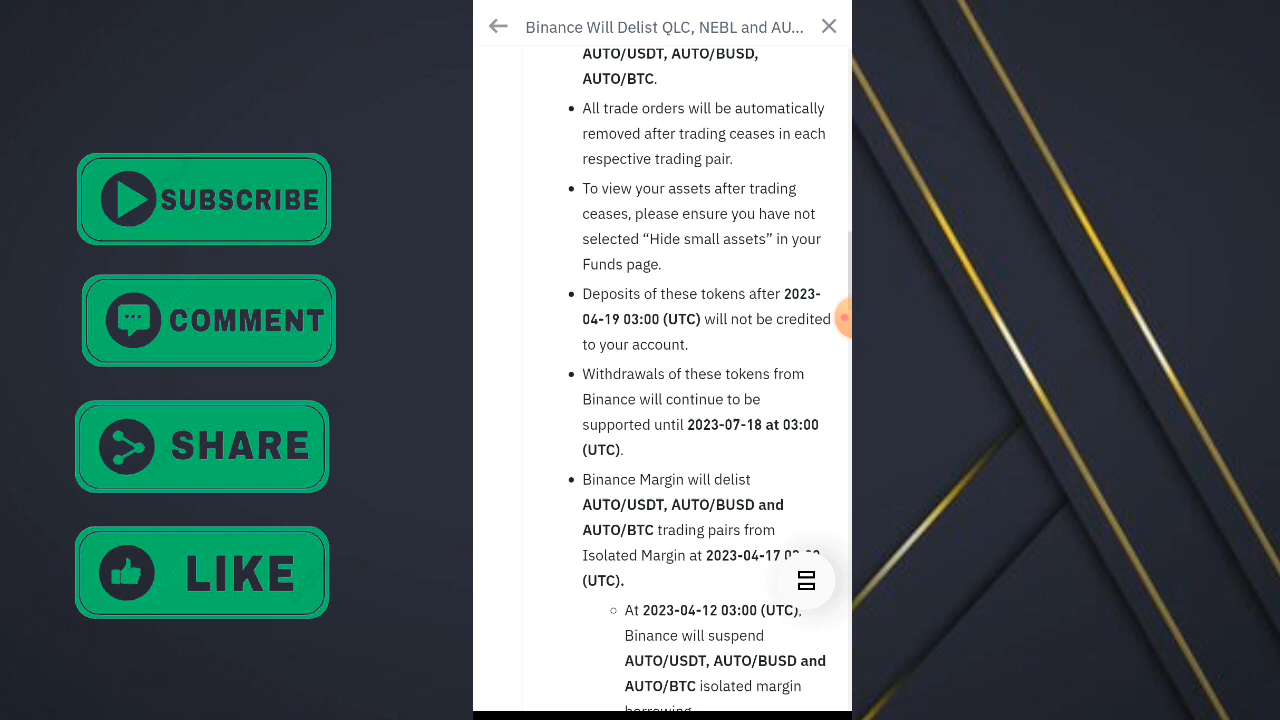 SUBSCRIBE
COMMENT
SHARE
LIKE
Binance Will Delist QLC, NEBL and AU...
AUTO/USDT, AUTO/BUSD,
AUTO/BTC.
All trade orders will be automatically
removed after trading ceases in each
respective trading pair.
To view your assets after trading
ceases, please ensure you have not
selected “Hide small assets” in your
Funds page.
Deposits of these tokens after 2023-
04-19 03:00 (UTC) will not be credited
to your account.
Withdrawals of these tokens from
Binance will continue to be
supported until 2023-07-18 at 03:00
(UTC).
Binance Margin will delist
AUTO/USDT, AUTO/BUSD and
AUTO/BTC trading pairs from
Isolated Margin at 2023-04-17
(UTC).
At 2023-04-12 03:00 (UTC),
Binance will suspend
AUTO/USDT, AUTO/BUSD and
AUTO/BTC isolated margin